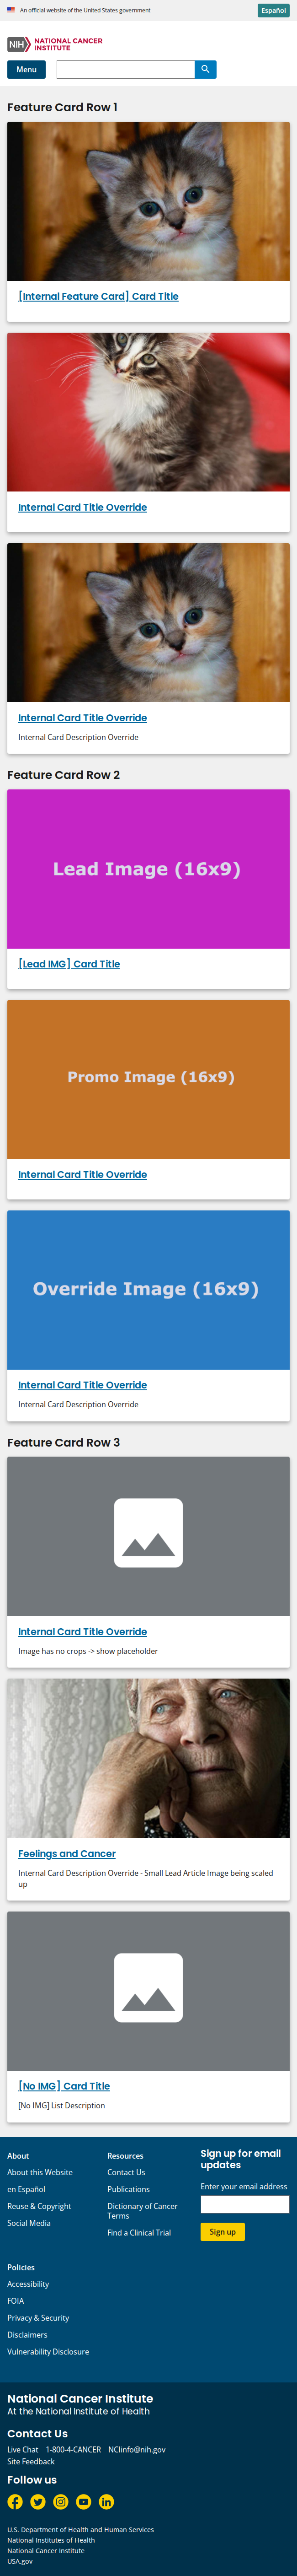 An official website of the United States government
Español
NIH NATIONAL CANCER
INSTITUTE
Menu
Feature Card Row 1
[Internal Feature Card] Card Title
Internal Card Title Override
Internal Card Title Override
Internal Card Description Override
Feature Card Row 2
Lead Image (16x9)
[Lead IMG] Card Title
Promo Image (16x9)
Internal Card Title Override
Override Image (16x9)
Internal Card Title Override
Internal Card Description Override
Feature Card Row 3
Internal Card Title Override
Image has no crops -> show placeholder
Feelings and Cancer
Internal Card Description Override - Small Lead Article Image being scaled
up
[No IMG] Card Title
[No IMG] List Description
About
About this Website
en Español
Reuse & Copyright
Social Media
Resources
Contact Us
Publications
Dictionary of Cancer
Terms
Find a Clinical Trial
Sign up for email
updates
Enter your email address
Sign up
Policies
Accessibility
FOIA
Privacy & Security
Disclaimers
Vulnerability Disclosure
National Cancer Institute
At the National Institute of Health
Contact Us
Live Chat 1-800-4-CANCER NCIinfo@nih.gov
Site Feedback
Follow us
U.S. Department of Health and Human Services
National Institutes of Health
National Cancer Institute
USA.gov